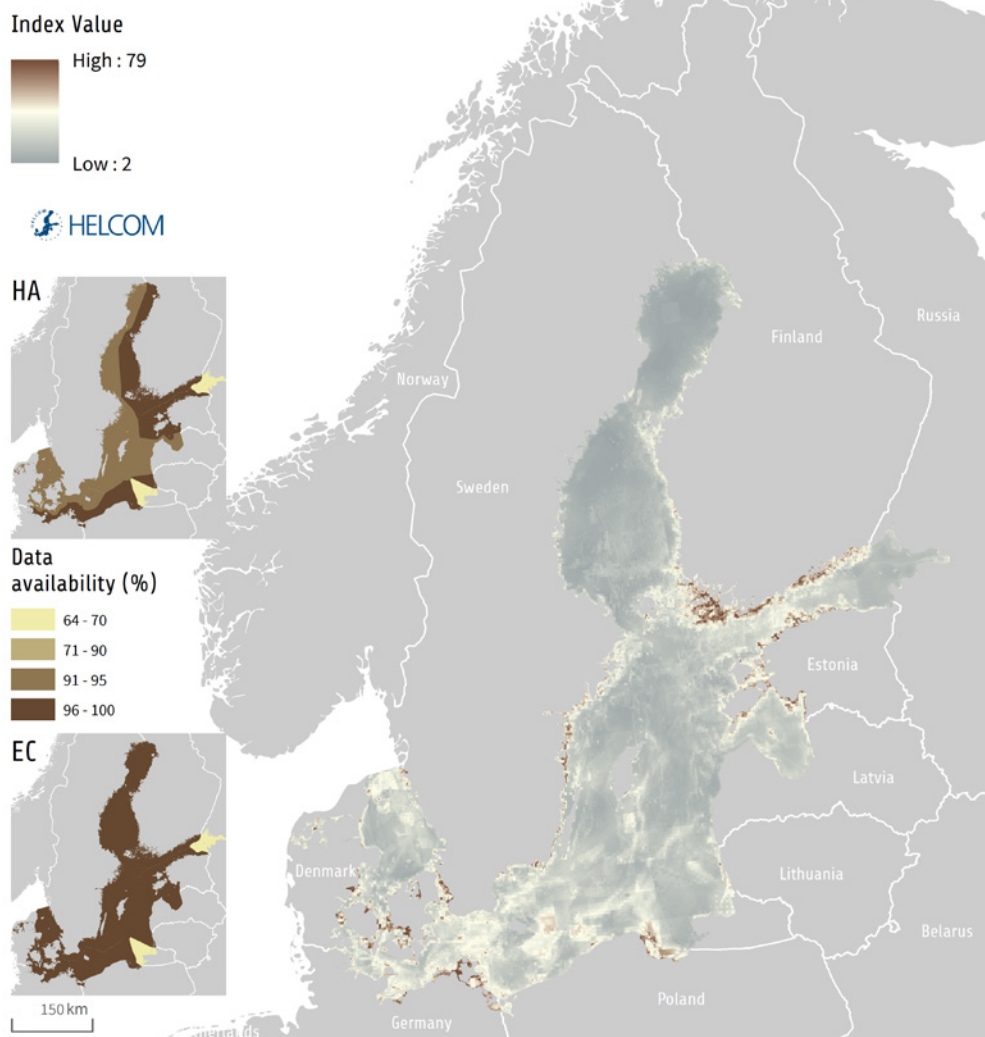 Index Value
High : 79
Low : 2
HELCOM
HA
Data
availability (%)
64 - 70
71 - 90
91 - 95
96 - 100
EC
150 km
Norway
Sweden
Finland
Russia
Estonia
Latvia
Lithuania
Belarus
Denmark
Germany
Poland